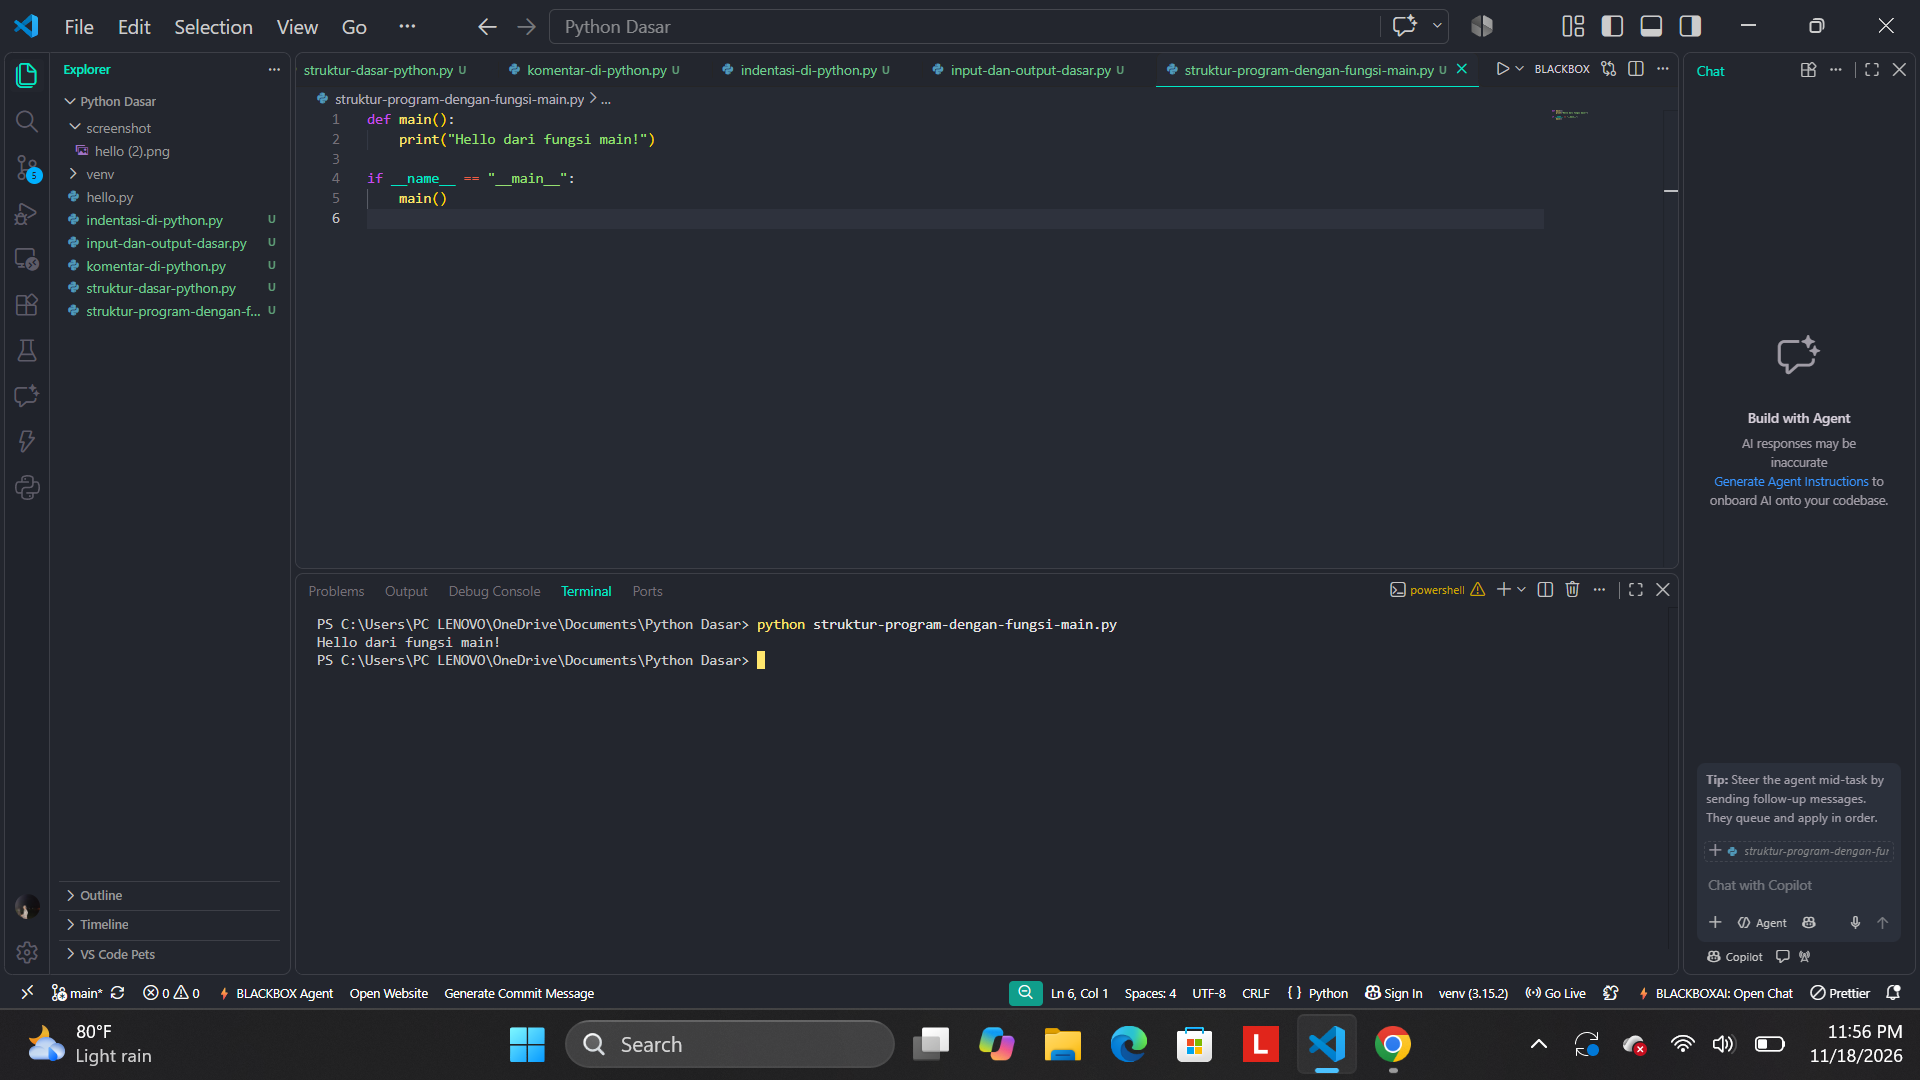 File Edit Selection View Go ...
Python Dasar
Explorer
Python Dasar
screenshot
hello (2).png
venv
hello.py
indentasi-di-python.py U
input-dan-output-dasar.py U
komentar-di-python.py U
struktur-dasar-python.py U
struktur-program-dengan-f... U
5
Outline
Timeline
VS Code Pets
struktur-dasar-python.py U komentar-di-python.py U indentasi-di-python.py U input-dan-output-dasar.py U struktur-program-dengan-fungsi-main.py U BLACKBOX
struktur-program-dengan-fungsi-main.py > ...
1 def main():
2     print("Hello dari fungsi main!")
3
4 if __name__ == "__main__":
5     main()
6
Problems Output Debug Console Terminal Ports powershell
PS C:\Users\PC LENOVO\OneDrive\Documents\Python Dasar> python struktur-program-dengan-fungsi-main.py
Hello dari fungsi main!
PS C:\Users\PC LENOVO\OneDrive\Documents\Python Dasar>
Chat
Build with Agent
AI responses may be
inaccurate
Generate Agent Instructions to
onboard AI onto your codebase.
Tip: Steer the agent mid-task by
sending follow-up messages.
They queue and apply in order.
struktur-program-dengan-fur
Chat with Copilot
Agent
Copilot
main* 0 0 BLACKBOX Agent Open Website Generate Commit Message Ln 6, Col 1 Spaces: 4 UTF-8 CRLF { } Python Sign In venv (3.15.2) Go Live BLACKBOXAI: Open Chat Prettier
80°F
Light rain
Search
L
11:56 PM
11/18/2026